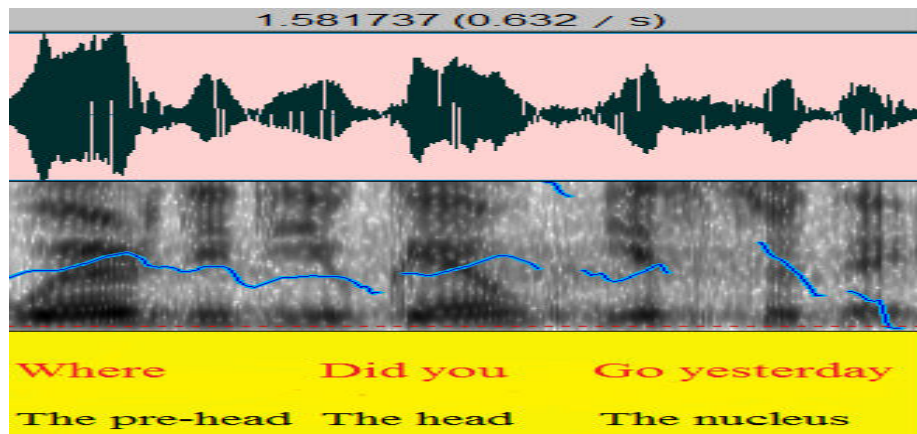 1.581737 (0.632 / s)
Where Did you Go yesterday
The pre-head The head The nucleus